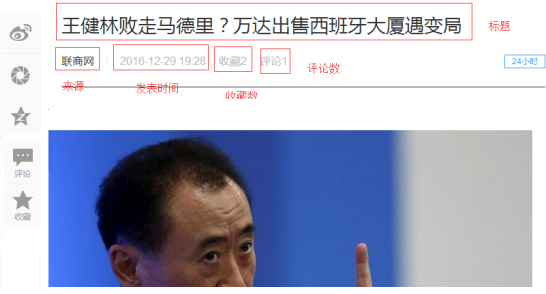 王健林败走马德里？万达出售西班牙大厦遇变局
标题
联商网
2016-12-29 19:28
收藏2
评论1
评论数
24小时
来源
发表时间
收藏数
评论
收藏